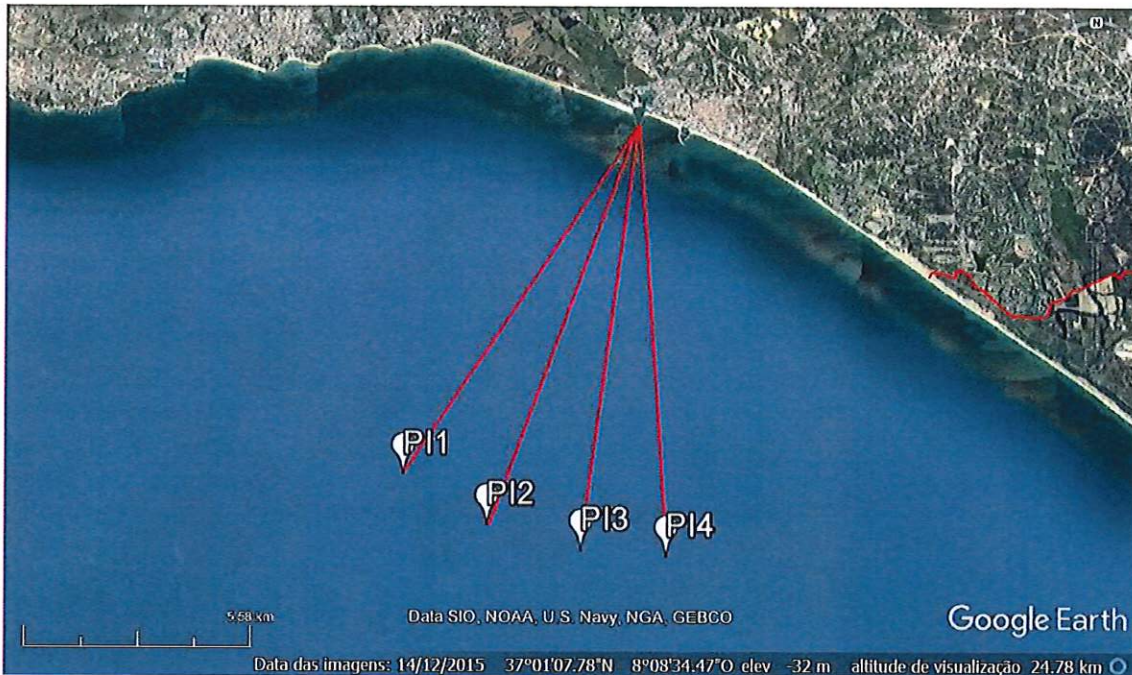 N
PI1
PI2
PI3
PI4
5.58 km
Data SIO, NOAA, U.S. Navy, NGA, GEBCO
Google Earth
Data das imagens: 14/12/2015 37°01'07.78"N 8°08'34.47"O elev -32 m altitude de visualização 24.78 km